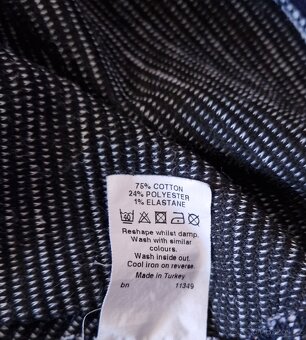 75% COTTON
24% POLYESTER
1% ELASTANE
Reshape whilst damp.
Wash with similar
colours.
Wash inside out.
Cool iron on reverse.
Made in Turkey
bn 11349